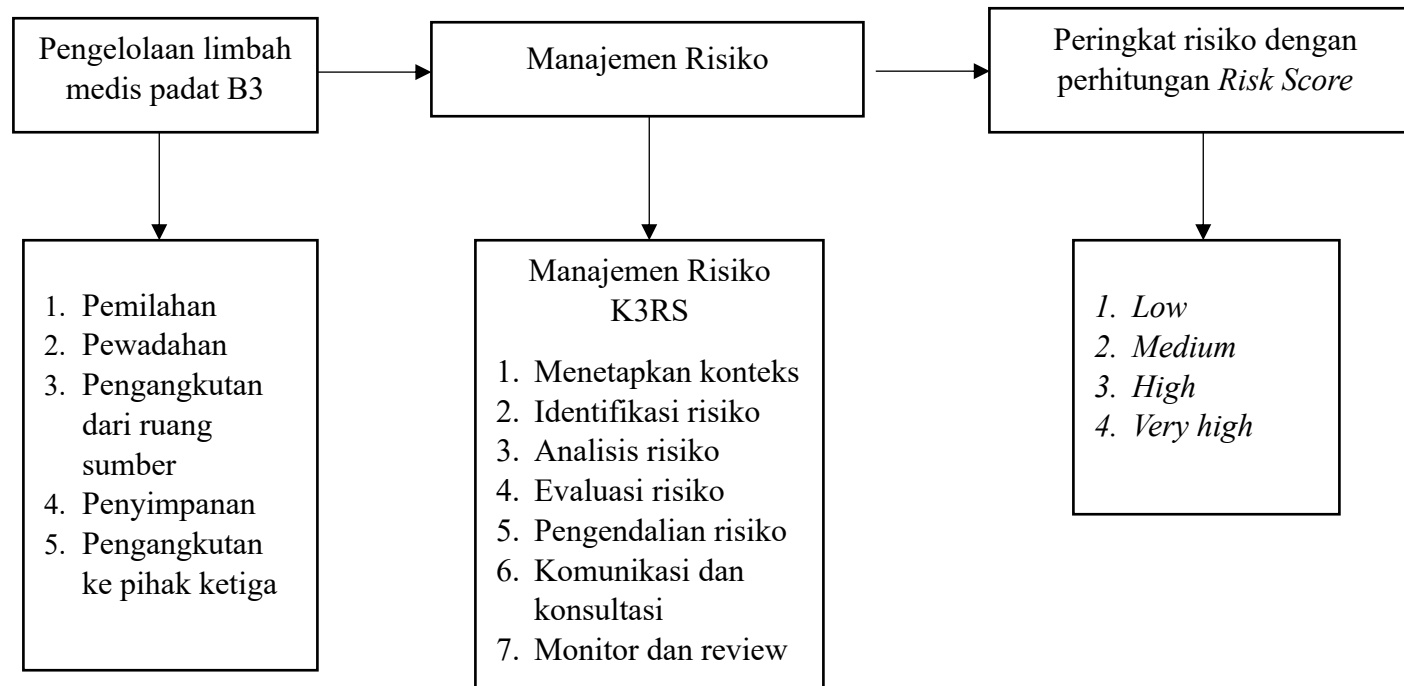 Pengelolaan limbah
medis padat B3
Manajemen Risiko
Peringkat risiko dengan
perhitungan Risk Score
1. Pemilahan
2. Pewadahan
3. Pengangkutan
dari ruang
sumber
4. Penyimpanan
5. Pengangkutan
ke pihak ketiga
Manajemen Risiko
K3RS
1. Menetapkan konteks
2. Identifikasi risiko
3. Analisis risiko
4. Evaluasi risiko
5. Pengendalian risiko
6. Komunikasi dan
konsultasi
7. Monitor dan review
1. Low
2. Medium
3. High
4. Very high